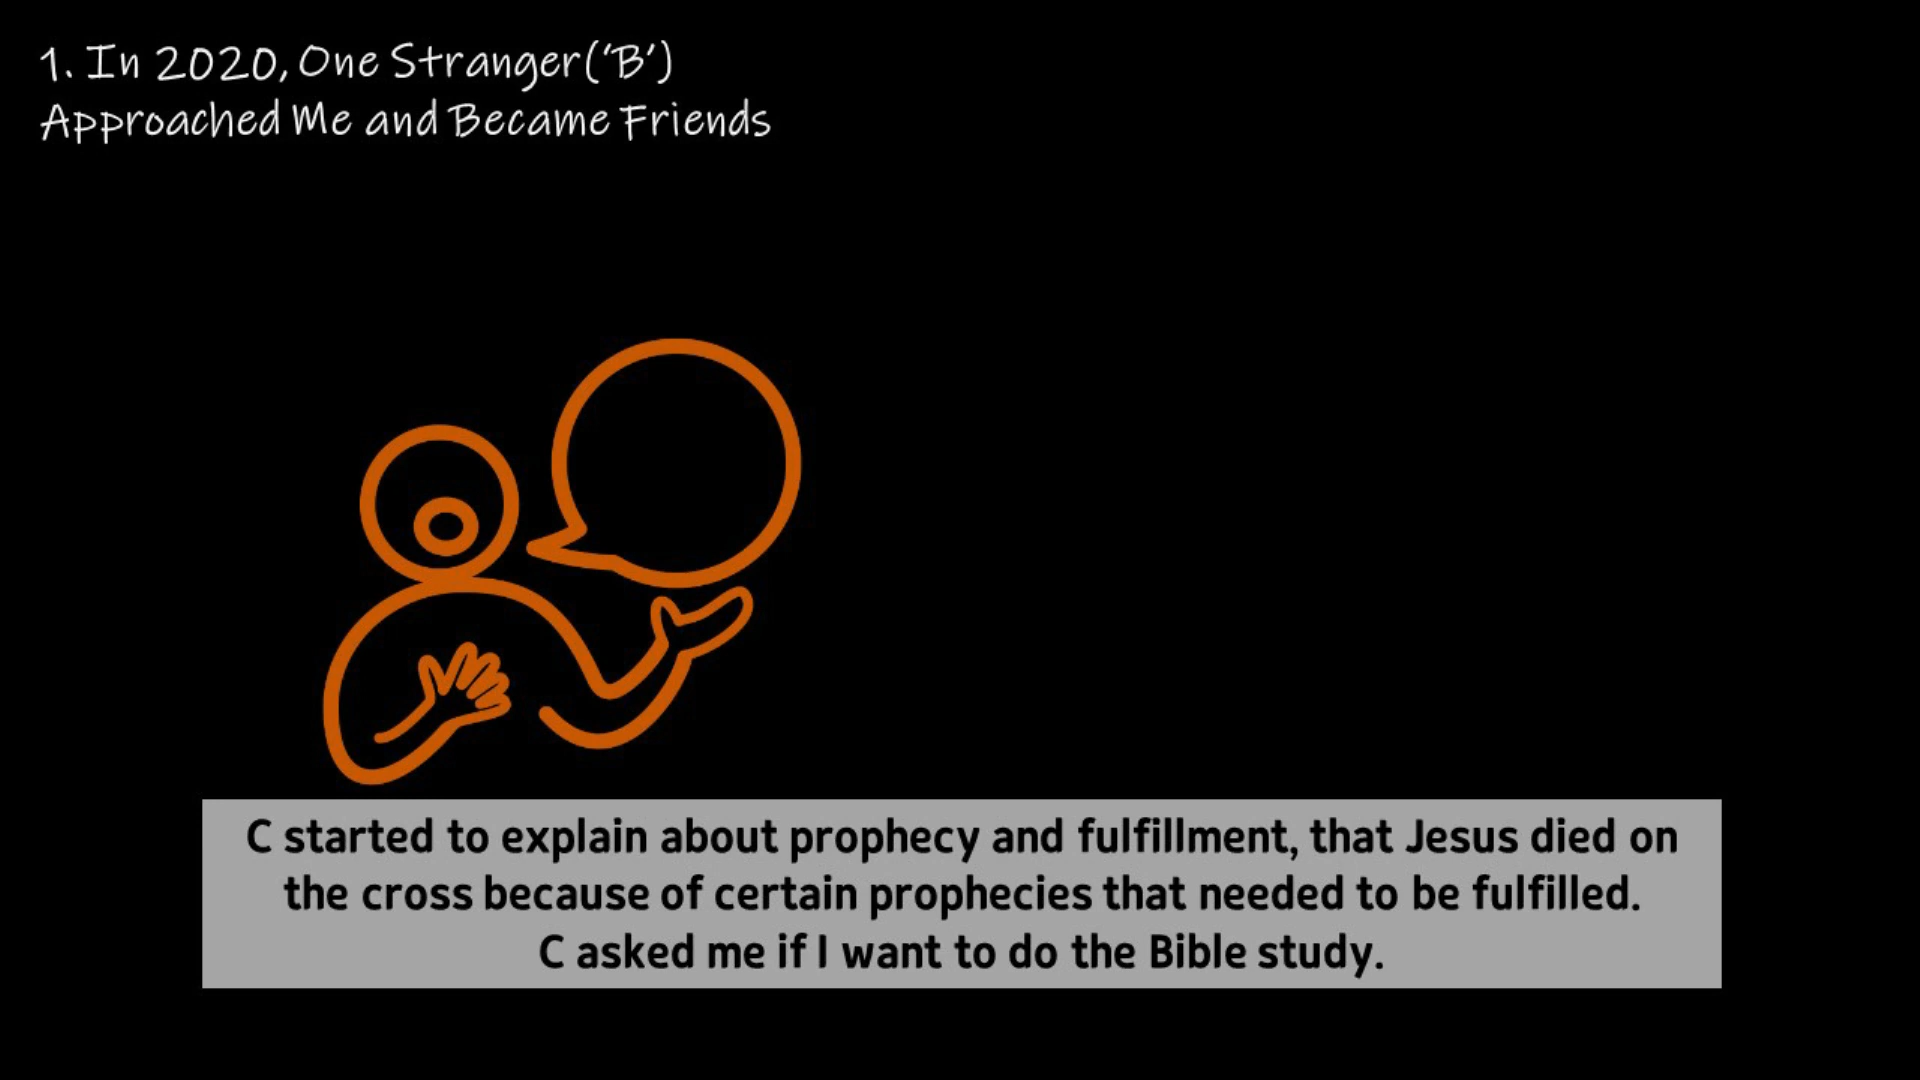 1. In 2020, One Stranger('B')
Approached Me and Became Friends
C started to explain about prophecy and fulfillment, that Jesus died on
the cross because of certain prophecies that needed to be fulfilled.
C asked me if I want to do the Bible study.